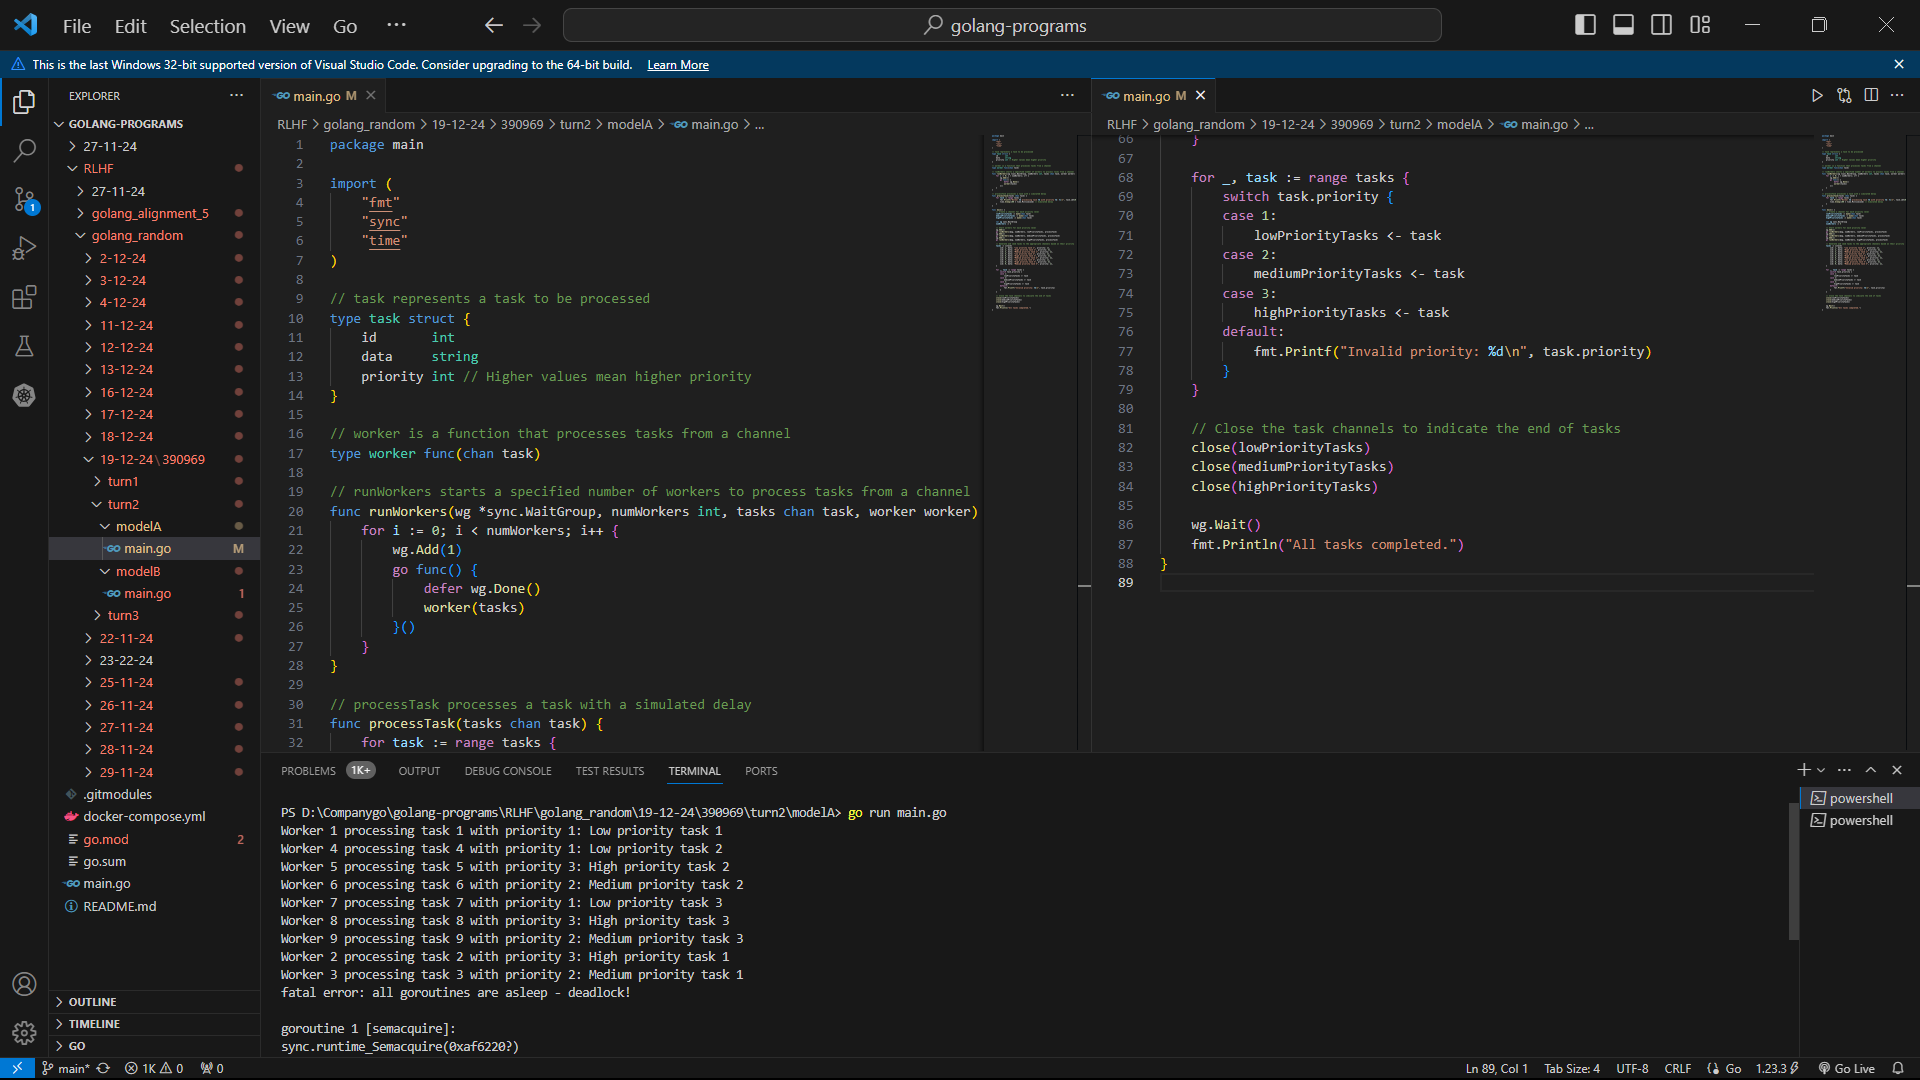 File Edit Selection View Go ··· golang-programs
This is the last Windows 32-bit supported version of Visual Studio Code. Consider upgrading to the 64-bit build. Learn More
EXPLORER
GOLANG-PROGRAMS
27-11-24
RLHF
27-11-24
golang_alignment_5
golang_random
2-12-24
3-12-24
4-12-24
11-12-24
12-12-24
13-12-24
16-12-24
17-12-24
18-12-24
19-12-24\390969
turn1
turn2
modelA
main.go M
modelB
main.go 1
turn3
22-11-24
23-22-24
25-11-24
26-11-24
27-11-24
28-11-24
29-11-24
.gitmodules
docker-compose.yml
go.mod 2
go.sum
main.go
README.md
OUTLINE
TIMELINE
GO
1
main.go M
RLHF > golang_random > 19-12-24 > 390969 > turn2 > modelA > main.go > ...
1 package main
2
3 import (
4 "fmt"
5 "sync"
6 "time"
7 )
8
9 // task represents a task to be processed
10 type task struct {
11 id int
12 data string
13 priority int // Higher values mean higher priority
14 }
15
16 // worker is a function that processes tasks from a channel
17 type worker func(chan task)
18
19 // runWorkers starts a specified number of workers to process tasks from a channel
20 func runWorkers(wg *sync.WaitGroup, numWorkers int, tasks chan task, worker worker)
21 for i := 0; i < numWorkers; i++ {
22 wg.Add(1)
23 go func() {
24 defer wg.Done()
25 worker(tasks)
26 }()
27 }
28 }
29
30 // processTask processes a task with a simulated delay
31 func processTask(tasks chan task) {
32 for task := range tasks {
main.go M
RLHF > golang_random > 19-12-24 > 390969 > turn2 > modelA > main.go > ...
66 }
67
68 for _, task := range tasks {
69 switch task.priority {
70 case 1:
71 lowPriorityTasks <- task
72 case 2:
73 mediumPriorityTasks <- task
74 case 3:
75 highPriorityTasks <- task
76 default:
77 fmt.Printf("Invalid priority: %d\n", task.priority)
78 }
79 }
80
81 // Close the task channels to indicate the end of tasks
82 close(lowPriorityTasks)
83 close(mediumPriorityTasks)
84 close(highPriorityTasks)
85
86 wg.Wait()
87 fmt.Println("All tasks completed.")
88 }
89
PROBLEMS 1K+ OUTPUT DEBUG CONSOLE TEST RESULTS TERMINAL PORTS
PS D:\Companygo\golang-programs\RLHF\golang_random\19-12-24\390969\turn2\modelA> go run main.go
Worker 1 processing task 1 with priority 1: Low priority task 1
Worker 4 processing task 4 with priority 1: Low priority task 2
Worker 5 processing task 5 with priority 3: High priority task 2
Worker 6 processing task 6 with priority 2: Medium priority task 2
Worker 7 processing task 7 with priority 1: Low priority task 3
Worker 8 processing task 8 with priority 3: High priority task 3
Worker 9 processing task 9 with priority 2: Medium priority task 3
Worker 2 processing task 2 with priority 3: High priority task 1
Worker 3 processing task 3 with priority 2: Medium priority task 1
fatal error: all goroutines are asleep - deadlock!
goroutine 1 [semacquire]:
sync.runtime_Semacquire(0xaf6220?)
powershell
powershell
main* 1K 0 0 Ln 89, Col 1 Tab Size: 4 UTF-8 CRLF Go 1.23.3 Go Live